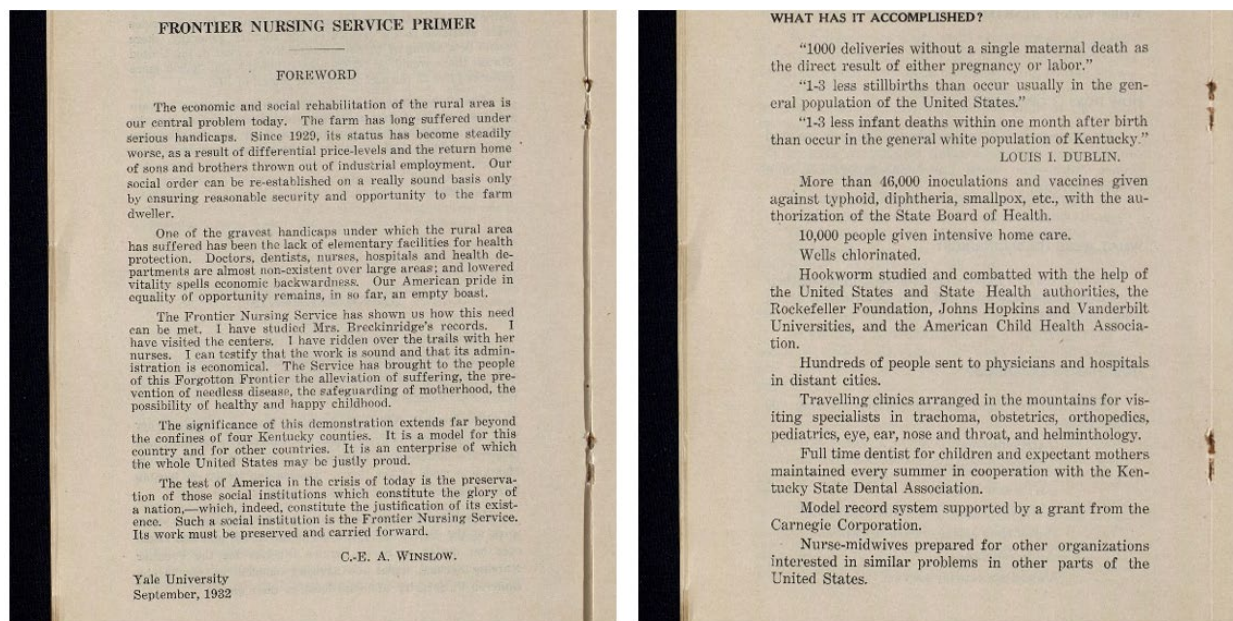 FRONTIER NURSING SERVICE PRIMER
FOREWORD
The economic and social rehabilitation of the rural area is
our central problem today. The farm has long suffered under
serious handicaps. Since 1929, its status has become steadily
worse, as a result of differential price-levels and the return home
of sons and brothers thrown out of industrial employment. Our
social order can be re-established on a really sound basis only
by ensuring reasonable security and opportunity to the farm
dweller.
One of the gravest handicaps under which the rural area
has suffered has been the lack of elementary facilities for health
protection. Doctors, dentists, nurses, hospitals and health de-
partments are almost non-existent over large areas; and lowered
vitality spells economic backwardness. Our American pride in
equality of opportunity remains, in so far, an empty boast.
The Frontier Nursing Service has shown us how this need
can be met. I have studied Mrs. Breckinridge's records. I
have visited the centers. I have ridden over the trails with her
nurses. I can testify that the work is sound and that its admin-
istration is economical. The Service has brought to the people
of this Forgotton Frontier the alleviation of suffering, the pre-
vention of needless disease, the safeguarding of motherhood, the
possibility of healthy and happy childhood.
The significance of this demonstration extends far beyond
the confines of four Kentucky counties. It is a model for this
country and for other countries. It is an enterprise of which
the whole United States may be justly proud.
The test of America in the crisis of today is the preserva-
tion of those social institutions which constitute the glory of
a nation,—which, indeed, constitute the justification of its exist-
ence. Such a social institution is the Frontier Nursing Service.
Its work must be preserved and carried forward.
C.-E. A. WINSLOW.
Yale University
September, 1932
WHAT HAS IT ACCOMPLISHED?
"1000 deliveries without a single maternal death as
the direct result of either pregnancy or labor."
"1-3 less stillbirths than occur usually in the gen-
eral population of the United States."
"1-3 less infant deaths within one month after birth
than occur in the general white population of Kentucky."
LOUIS I. DUBLIN.
More than 46,000 inoculations and vaccines given
against typhoid, diphtheria, smallpox, etc., with the au-
thorization of the State Board of Health.
10,000 people given intensive home care.
Wells chlorinated.
Hookworm studied and combatted with the help of
the United States and State Health authorities, the
Rockefeller Foundation, Johns Hopkins and Vanderbilt
Universities, and the American Child Health Associa-
tion.
Hundreds of people sent to physicians and hospitals
in distant cities.
Travelling clinics arranged in the mountains for vis-
iting specialists in trachoma, obstetrics, orthopedics,
pediatrics, eye, ear, nose and throat, and helminthology.
Full time dentist for children and expectant mothers
maintained every summer in cooperation with the Ken-
tucky State Dental Association.
Model record system supported by a grant from the
Carnegie Corporation.
Nurse-midwives prepared for other organizations
interested in similar problems in other parts of the
United States.